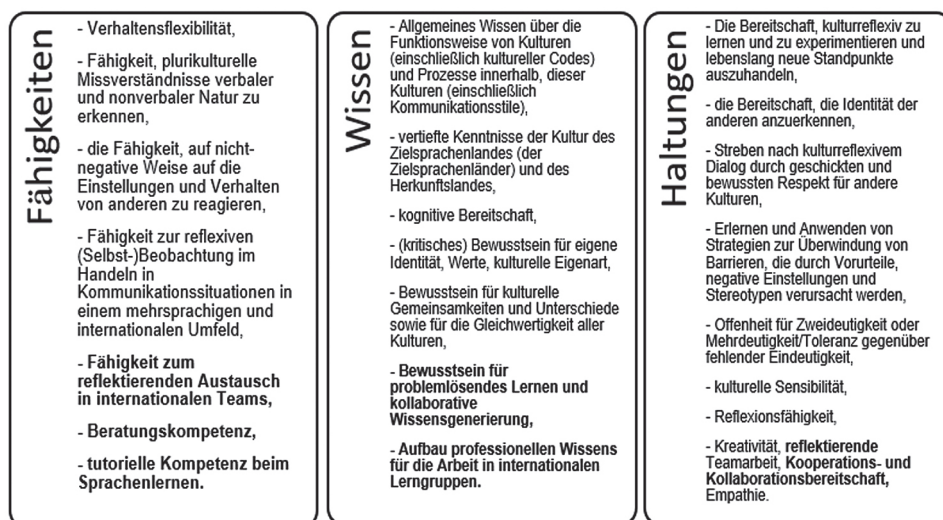 Fähigkeiten
- Verhaltensflexibilität,
- Fähigkeit, plurikulturelle
Missverständnisse verbaler
und nonverbaler Natur zu
erkennen,
- die Fähigkeit, auf nicht-
negative Weise auf die
Einstellungen und Verhalten
von anderen zu reagieren,
- Fähigkeit zur reflexiven
(Selbst-)Beobachtung im
Handeln in
Kommunikationssituationen in
einem mehrsprachigen und
internationalen Umfeld,
- Fähigkeit zum
reflektierenden Austausch
in internationalen Teams,
- Beratungskompetenz,
- tutorielle Kompetenz beim
Sprachenlernen.
Wissen
- Allgemeines Wissen über die
Funktionsweise von Kulturen
(einschließlich kultureller Codes)
und Prozesse innerhalb, dieser
Kulturen (einschließlich
Kommunikationsstile),
- vertiefte Kenntnisse der Kultur des
Zielsprachenlandes (der
Zielsprachenländer) und des
Herkunftslandes,
- kognitive Bereitschaft,
- (kritisches) Bewusstsein für eigene
Identität, Werte, kulturelle Eigenart,
- Bewusstsein für kulturelle
Gemeinsamkeiten und Unterschiede
sowie für die Gleichwertigkeit aller
Kulturen,
- Bewusstsein für
problemlösendes Lernen und
kollaborative
Wissensgenerierung,
- Aufbau professionellen Wissens
für die Arbeit in internationalen
Lerngruppen.
Haltungen
- Die Bereitschaft, kulturreflexiv zu
lernen und zu experimentieren und
lebenslang neue Standpunkte
auszuhandeln,
- die Bereitschaft, die Identität der
anderen anzuerkennen,
- Streben nach kulturreflexivem
Dialog durch geschickten und
bewussten Respekt für andere
Kulturen,
- Erlernen und Anwenden von
Strategien zur Überwindung von
Barrieren, die durch Vorurteile,
negative Einstellungen und
Stereotypen verursacht werden,
- Offenheit für Zweideutigkeit oder
Mehrdeutigkeit/Toleranz gegenüber
fehlender Eindeutigkeit,
- kulturelle Sensibilität,
- Reflexionsfähigkeit,
- Kreativität, reflektierende
Teamarbeit, Kooperations- und
Kollaborationsbereitschaft,
Empathie.